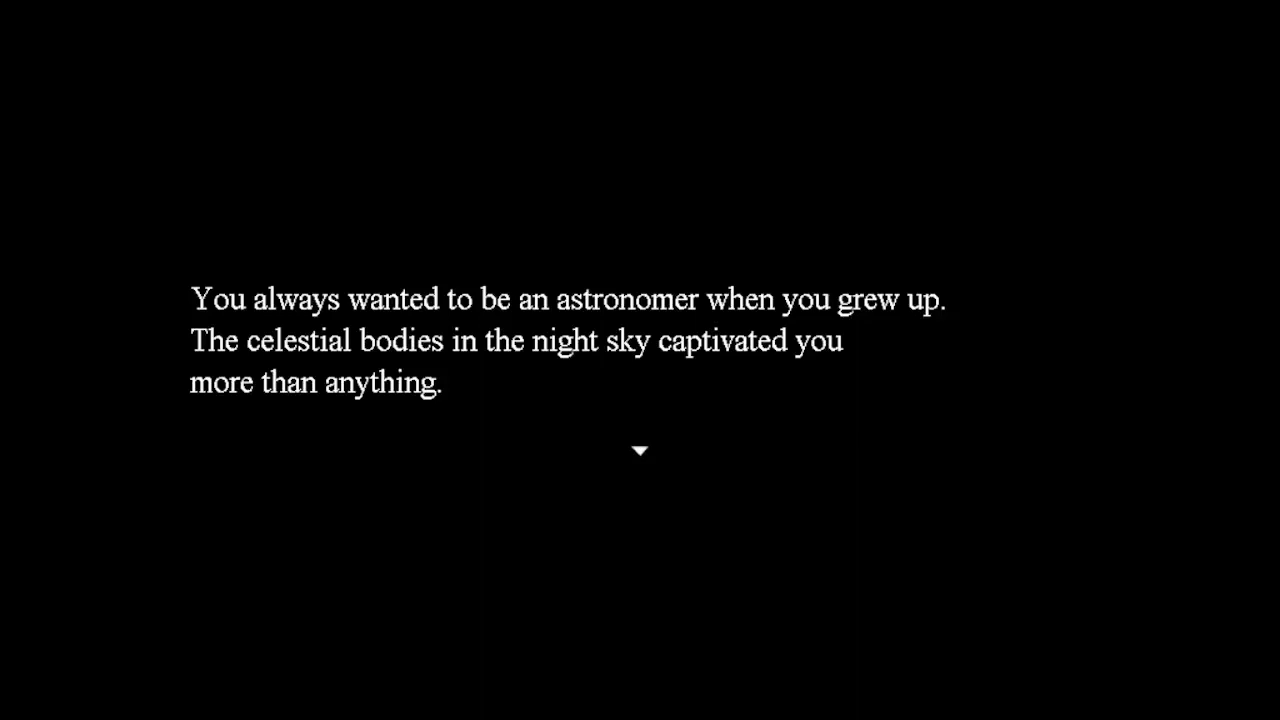 You always wanted to be an astronomer when you grew up.
The celestial bodies in the night sky captivated you
more than anything.